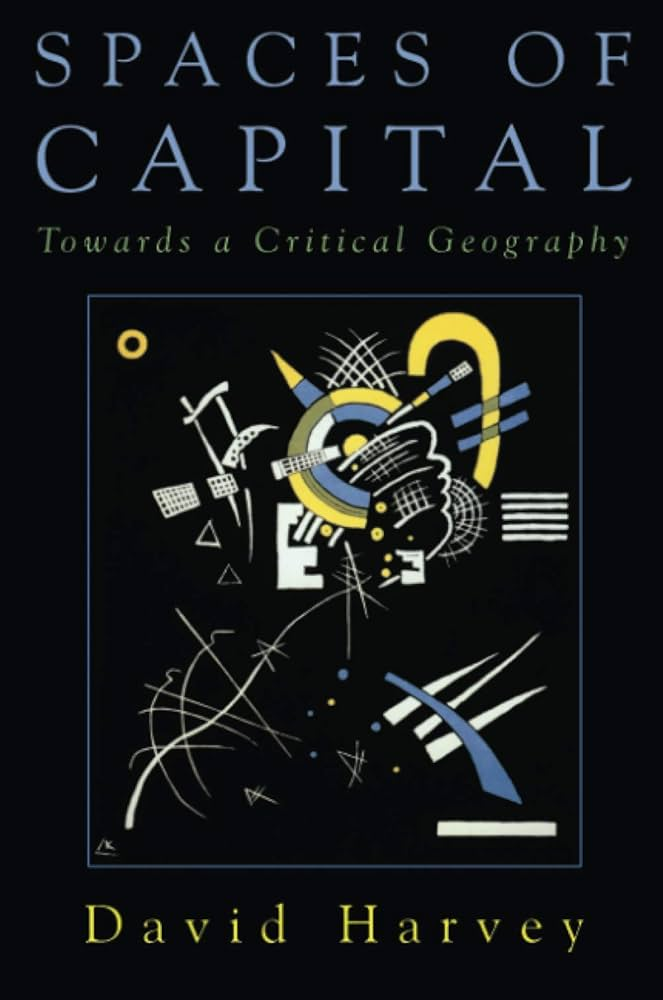 SPACES OF
CAPITAL
Towards a Critical Geography
K
David Harvey